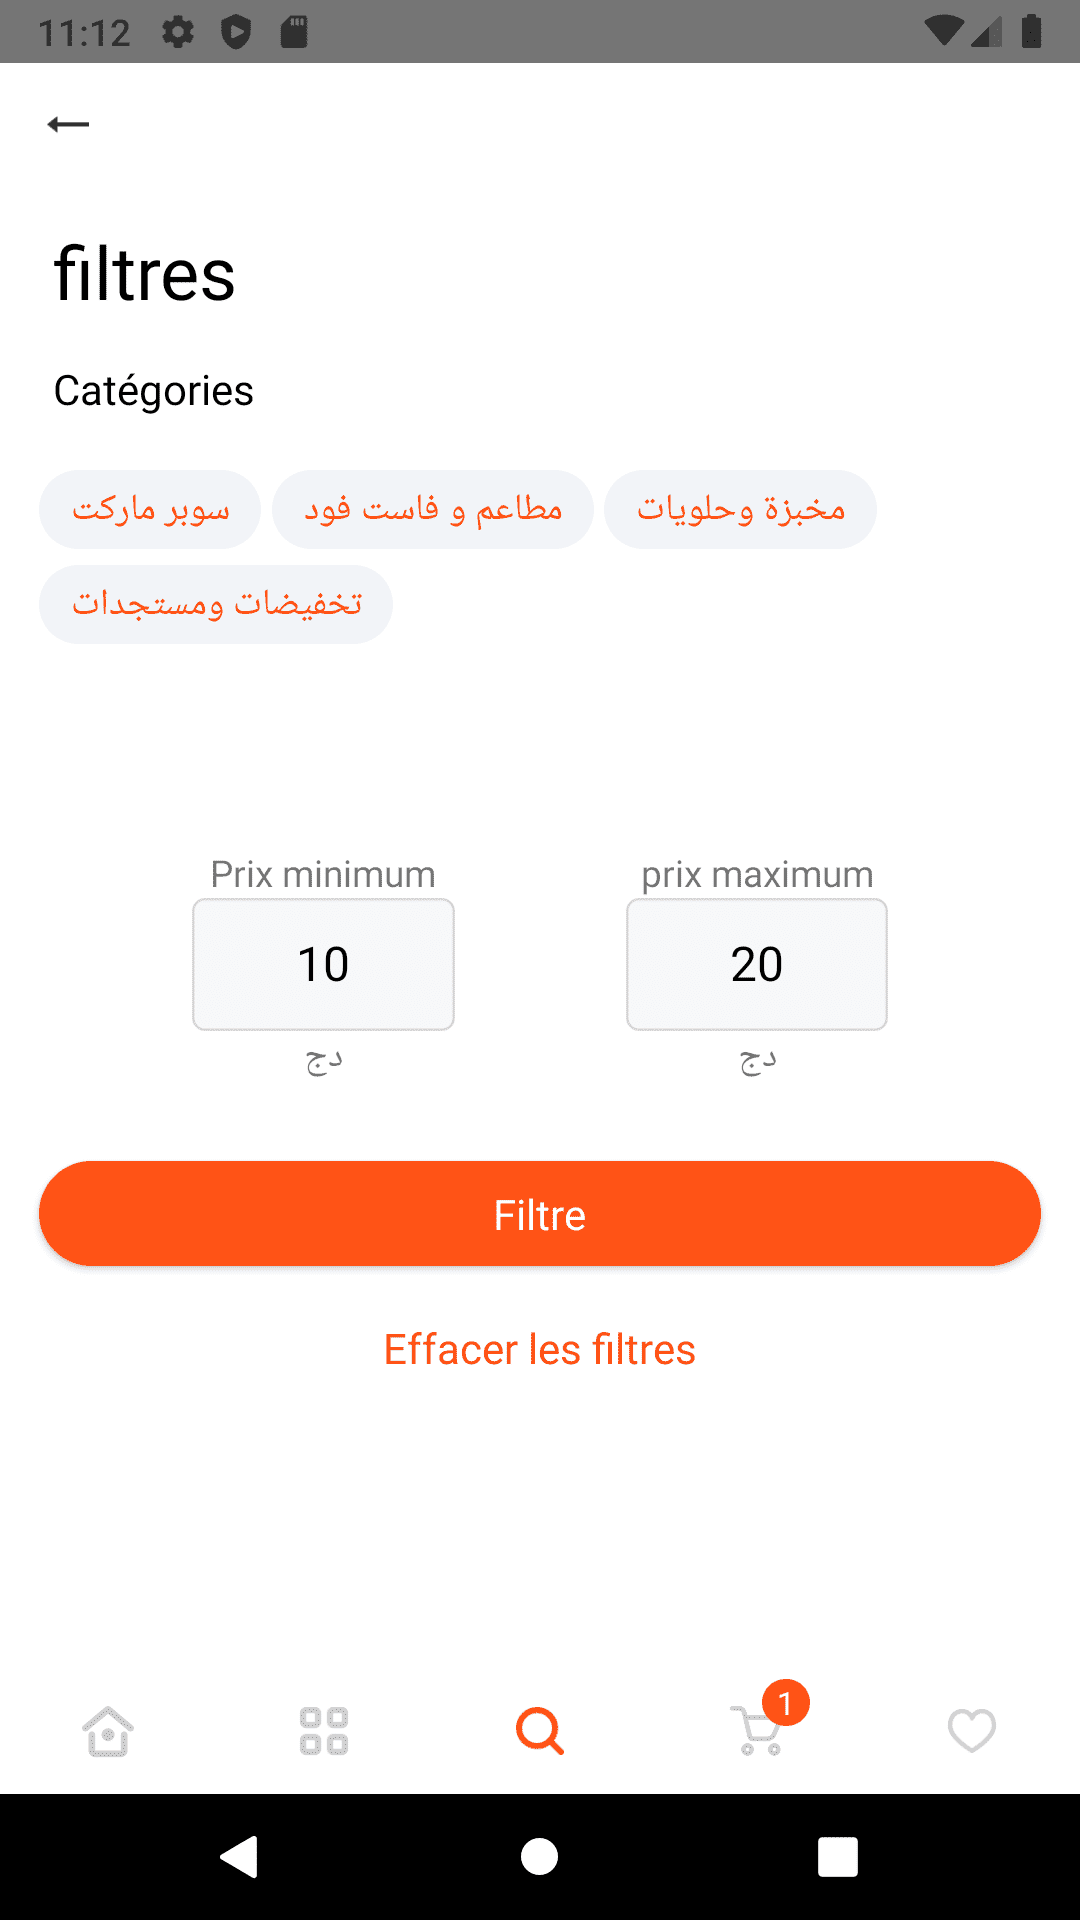 11:12
filtres
Catégories
سوبر ماركت
مطاعم و فاست فود
مخبزة وحلويات
تخفيضات ومستجدات
Prix minimum
prix maximum
10
20
دج
دج
Filtre
Effacer les filtres
1